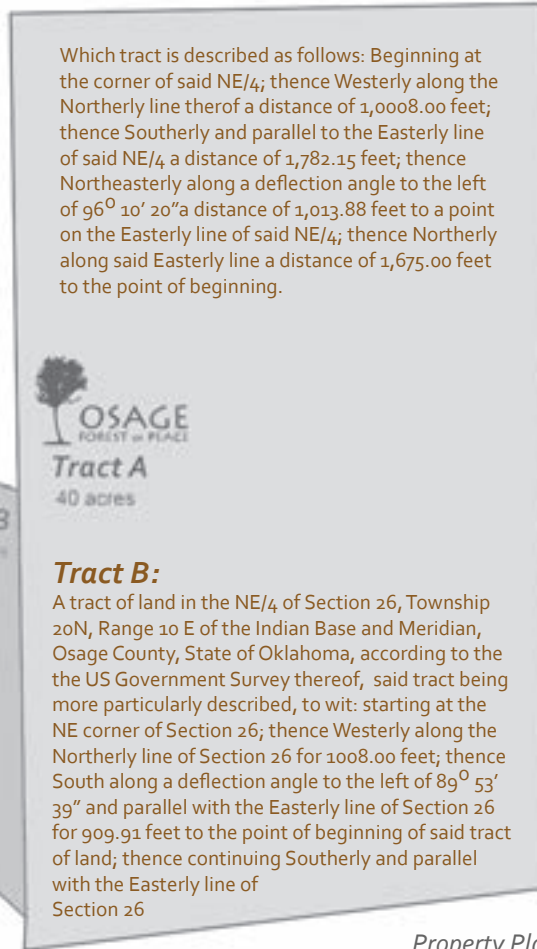 Which tract is described as follows: Beginning at
the corner of said NE/4; thence Westerly along the
Northerly line therof a distance of 1,0008.00 feet;
thence Southerly and parallel to the Easterly line
of said NE/4 a distance of 1,782.15 feet; thence
Northeasterly along a deflection angle to the left
of 96⁰ 10’ 20”a distance of 1,013.88 feet to a point
on the Easterly line of said NE/4; thence Northerly
along said Easterly line a distance of 1,675.00 feet
to the point of beginning.
OSAGE
FOREST of PEACE
Tract A
40 acres
Tract B:
A tract of land in the NE/4 of Section 26, Township
20N, Range 10 E of the Indian Base and Meridian,
Osage County, State of Oklahoma, according to the
the US Government Survey thereof,  said tract being
more particularly described, to wit: starting at the
NE corner of Section 26; thence Westerly along the
Northerly line of Section 26 for 1008.00 feet; thence
South along a deflection angle to the left of 89⁰ 53’
39” and parallel with the Easterly line of Section 26
for 909.91 feet to the point of beginning of said tract
of land; thence continuing Southerly and parallel
with the Easterly line of
Section 26